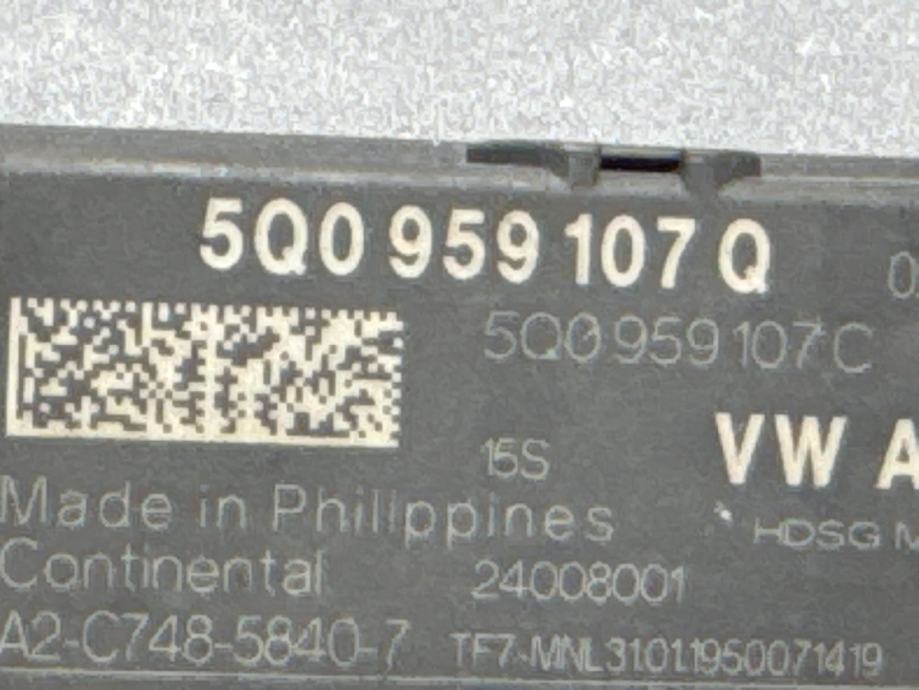 5Q0 959 107 Q 0
5Q0 959 107 C
15S VW A
Made in Philippines HDSG M
Continental 24008001
A2-C748-5840-7 TF7-MNL31011950071419